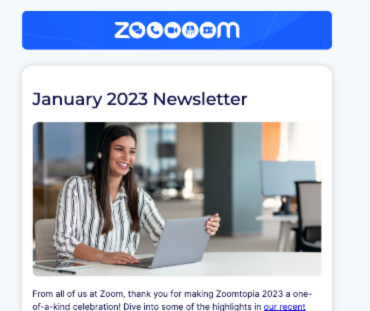 zoooooom
January 2023 Newsletter
From all of us at Zoom, thank you for making Zoomtopia 2023 a one-
of-a-kind celebration! Dive into some of the highlights in our recent